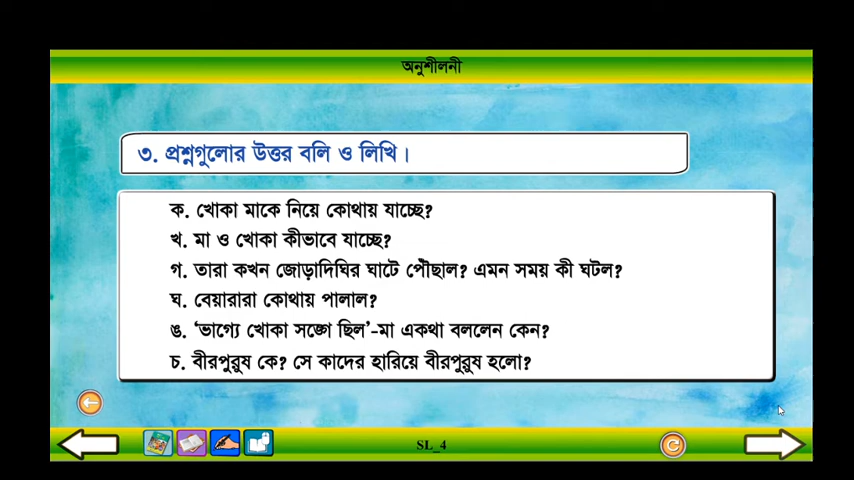 অনুশীলনী
৩. প্রশ্নগুলোর উত্তর বলি ও লিখি।
ক. খোকা মাকে নিয়ে কোথায় যাচ্ছে?
খ. মা ও খোকা কীভাবে যাচ্ছে?
গ. তারা কখন জোড়াদিঘির ঘাটে পৌঁছাল? এমন সময় কী ঘটল?
ঘ. বেয়ারারা কোথায় পালাল?
ঙ. ‘ভাগ্যে খোকা সঙ্গে ছিল’-মা একথা বললেন কেন?
চ. বীরপুরুষ কে? সে কাদের হারিয়ে বীরপুরুষ হলো?
SL_4